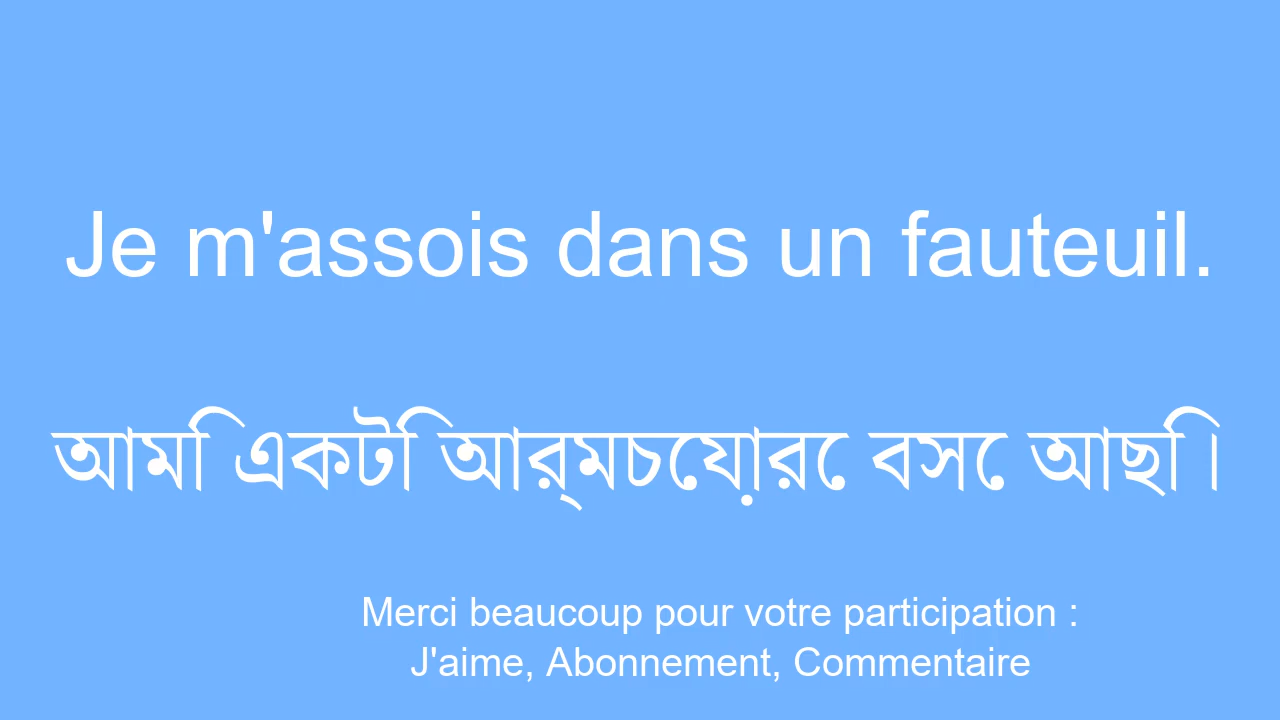 Je m'assois dans un fauteuil.
আমি একটি আর্মচেয়ারে বসে আছি।
Merci beaucoup pour votre participation :
J'aime, Abonnement, Commentaire